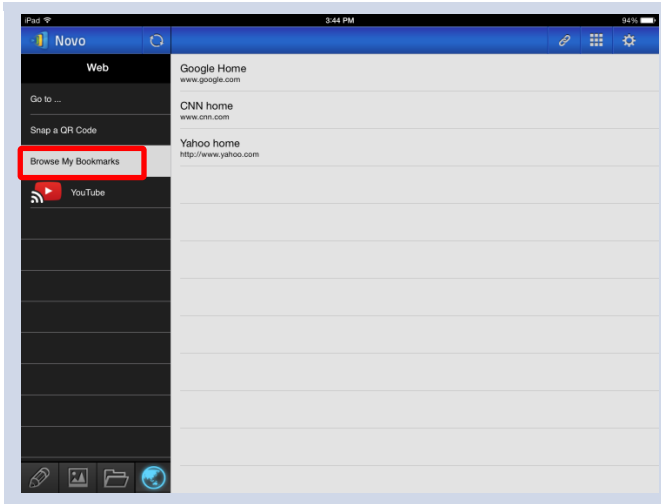 iPad 3:44 PM 94%
Novo
Web
Go to ...
Snap a QR Code
Browse My Bookmarks
YouTube
Google Home
www.google.com
CNN home
www.cnn.com
Yahoo home
http://www.yahoo.com